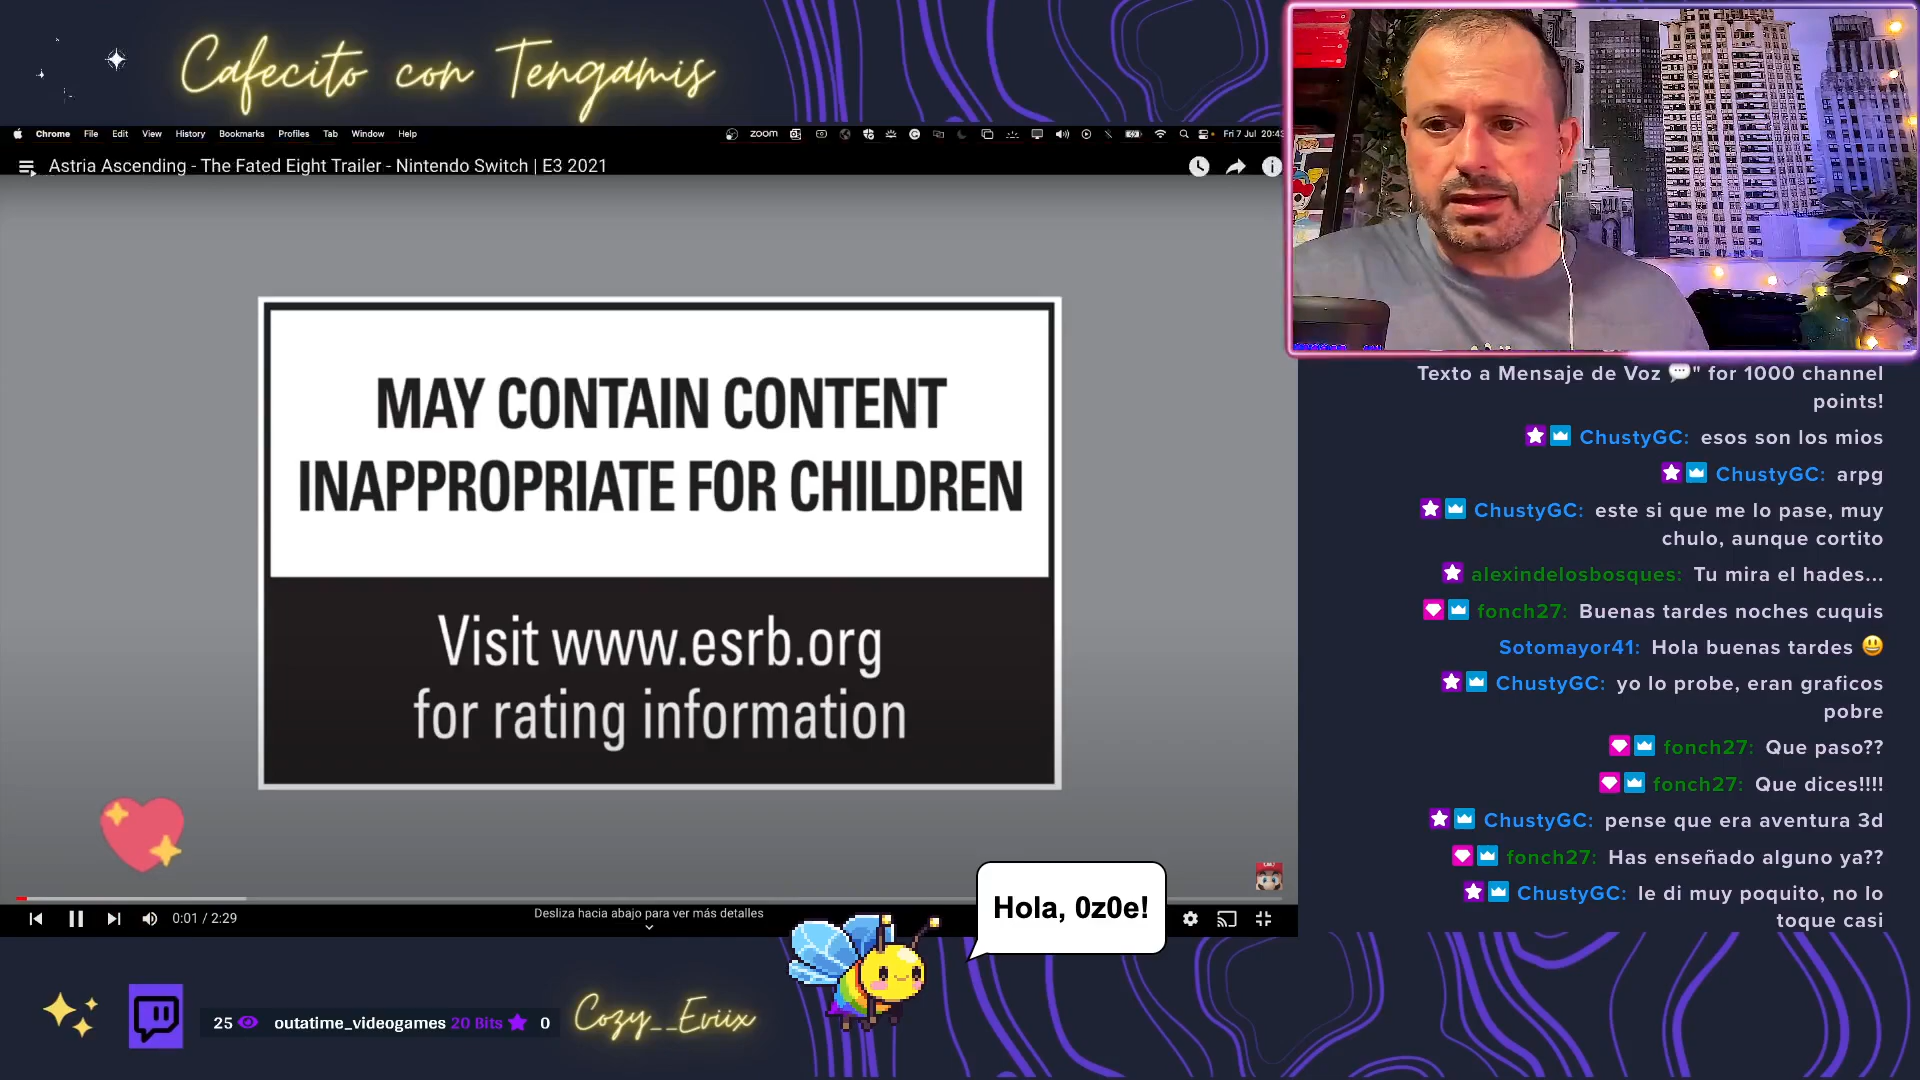 Cafecito con Tengamis
Chrome File Edit View History Bookmarks Profiles Tab Window Help
zoom
Fri 7 Jul 20:43
Astria Ascending - The Fated Eight Trailer - Nintendo Switch | E3 2021
MAY CONTAIN CONTENT
INAPPROPRIATE FOR CHILDREN
Visit www.esrb.org
for rating information
0:01 / 2:29
Desliza hacia abajo para ver más detalles
Hola, 0z0e!
25
outatime_videogames 20 Bits
0
Cozy__Eviix
Texto a Mensaje de Voz 💬" for 1000 channel
points!
ChustyGC: esos son los mios
ChustyGC: arpg
ChustyGC: este si que me lo pase, muy
chulo, aunque cortito
alexindelosbosques: Tu mira el hades...
fonch27: Buenas tardes noches cuquis
Sotomayor41: Hola buenas tardes 😃
ChustyGC: yo lo probe, eran graficos
pobre
fonch27: Que paso??
fonch27: Que dices!!!!
ChustyGC: pense que era aventura 3d
fonch27: Has enseñado alguno ya??
ChustyGC: le di muy poquito, no lo
toque casi